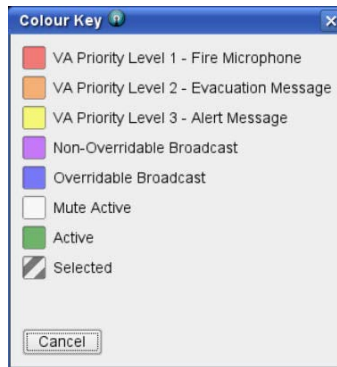 Colour Key
VA Priority Level 1 - Fire Microphone
VA Priority Level 2 - Evacuation Message
VA Priority Level 3 - Alert Message
Non-Overridable Broadcast
Overridable Broadcast
Mute Active
Active
Selected
Cancel